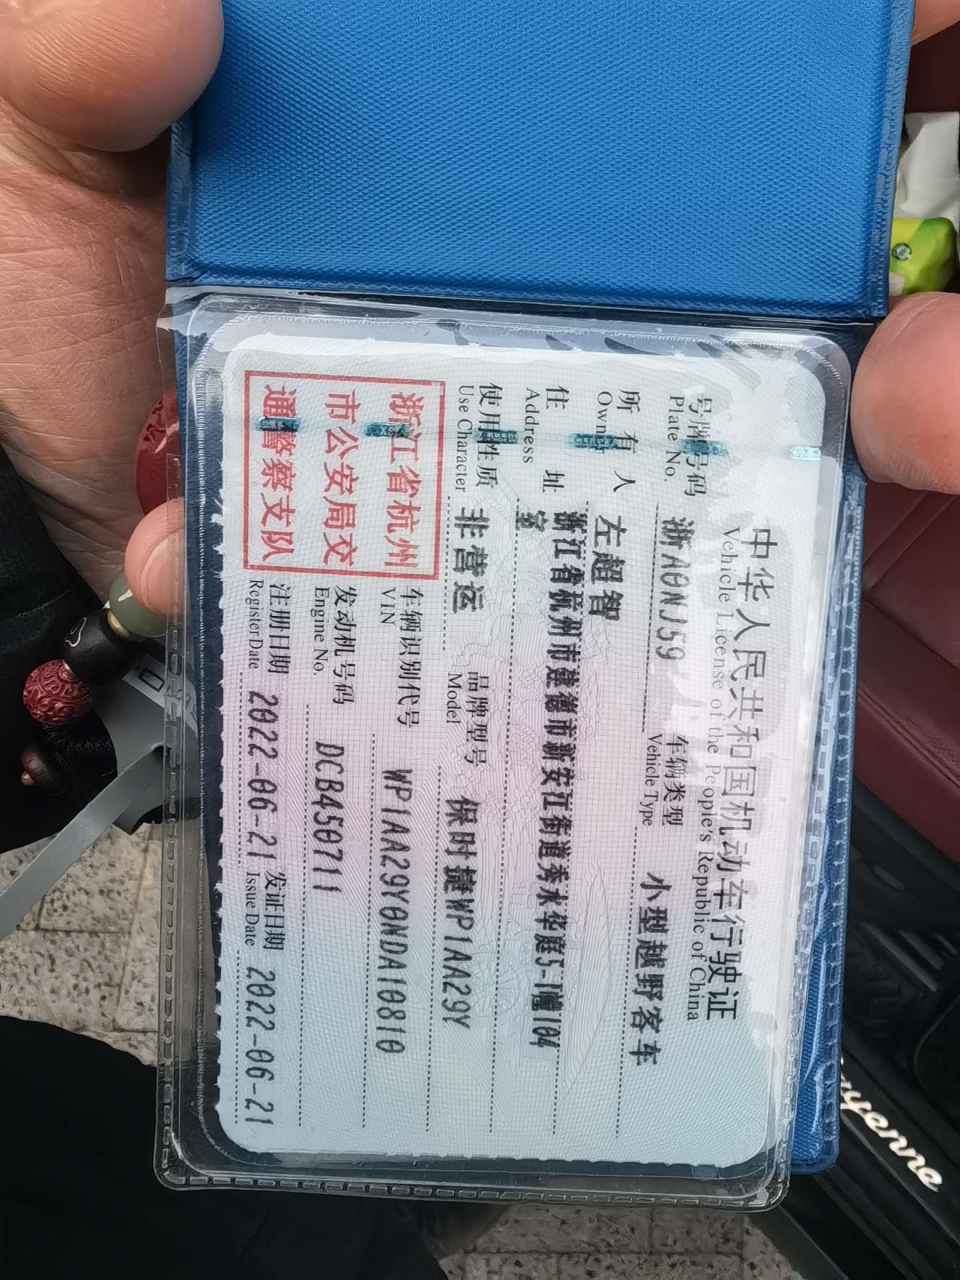 中华人民共和国机动车行驶证
Vehicle License of the People's Republic of China
号牌号码 浙A0NJ59 车辆类型 小型越野客车
Plate No. Vehicle Type
所有人 左超智
Owner
住址 浙江省杭州市建德市新安江街道秀水华庭5-1幢104
Address 室
使用性质 非营运 品牌型号 保时捷WP1AA29Y
Use Character Model
浙江省杭州
市公安局交
通警察支队
车辆识别代号 WP1AA29Y0NDA10810
VIN
发动机号码 DCB450711
Engine No.
注册日期 2022-06-21 发证日期 2022-06-21
Register Date Issue Date
ayenne